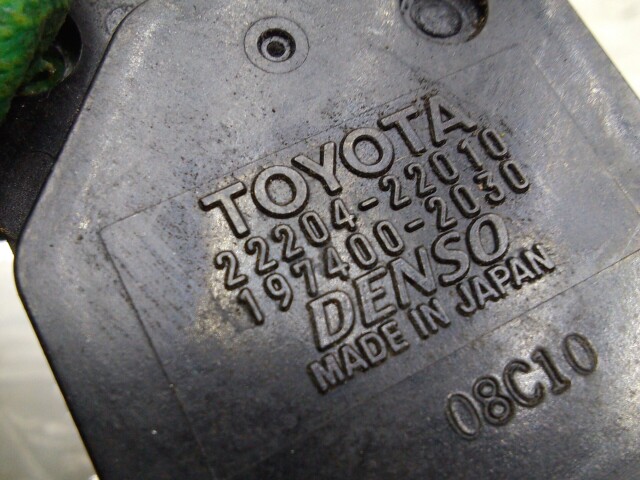 TOYOTA
22204-22010
197400-2030
DENSO
MADE IN JAPAN
08C10